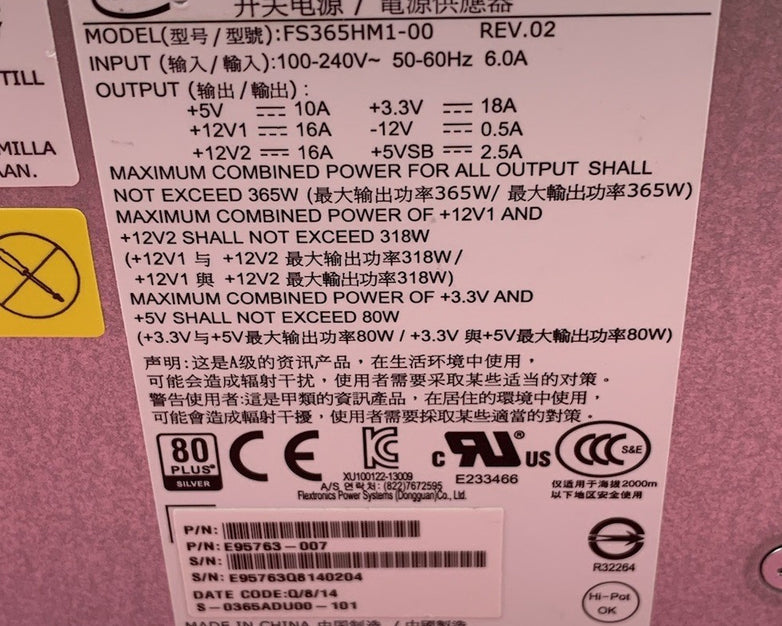 开关电源 / 電源供應器
MODEL(型号/型號):FS365HM1-00 REV.02
INPUT (输入/輸入):100-240V~ 50-60Hz 6.0A
OUTPUT (输出/輸出) :
+5V ⎓ 10A +3.3V ⎓ 18A
+12V1 ⎓ 16A -12V ⎓ 0.5A
+12V2 ⎓ 16A +5VSB ⎓ 2.5A
MAXIMUM COMBINED POWER FOR ALL OUTPUT SHALL
NOT EXCEED 365W (最大输出功率365W/ 最大輸出功率365W)
MAXIMUM COMBINED POWER OF +12V1 AND
+12V2 SHALL NOT EXCEED 318W
(+12V1 与 +12V2 最大输出功率318W/
+12V1 與 +12V2 最大輸出功率318W)
MAXIMUM COMBINED POWER OF +3.3V AND
+5V SHALL NOT EXCEED 80W
(+3.3V与+5V最大输出功率80W / +3.3V 與+5V最大輸出功率80W)
声明:这是A级的资讯产品，在生活环境中使用，
可能会造成辐射干扰，使用者需要采取某些适当的对策。
警告使用者:這是甲類的資訊產品，在居住的環境中使用，
可能會造成輻射干擾，使用者需要採取某些適當的對策。
TILL
MILLA
AN.
80
PLUS
SILVER
CE
c UR US
E233466
CCC S&E
XU100122-13009
A/S 연락처: (822)7672595
Flextronics Power Systems (Dongguan)Co., Ltd.
仅适用于海拔2000m
以下地区安全使用
P/N:
P/N: E95763-007
S/N:
S/N: E95763Q8140204
DATE CODE:Q/8/14
S-0365ADU00-101
R32264
Hi-Pot
OK
MADE IN CHINA 中国制造 / 中國製造